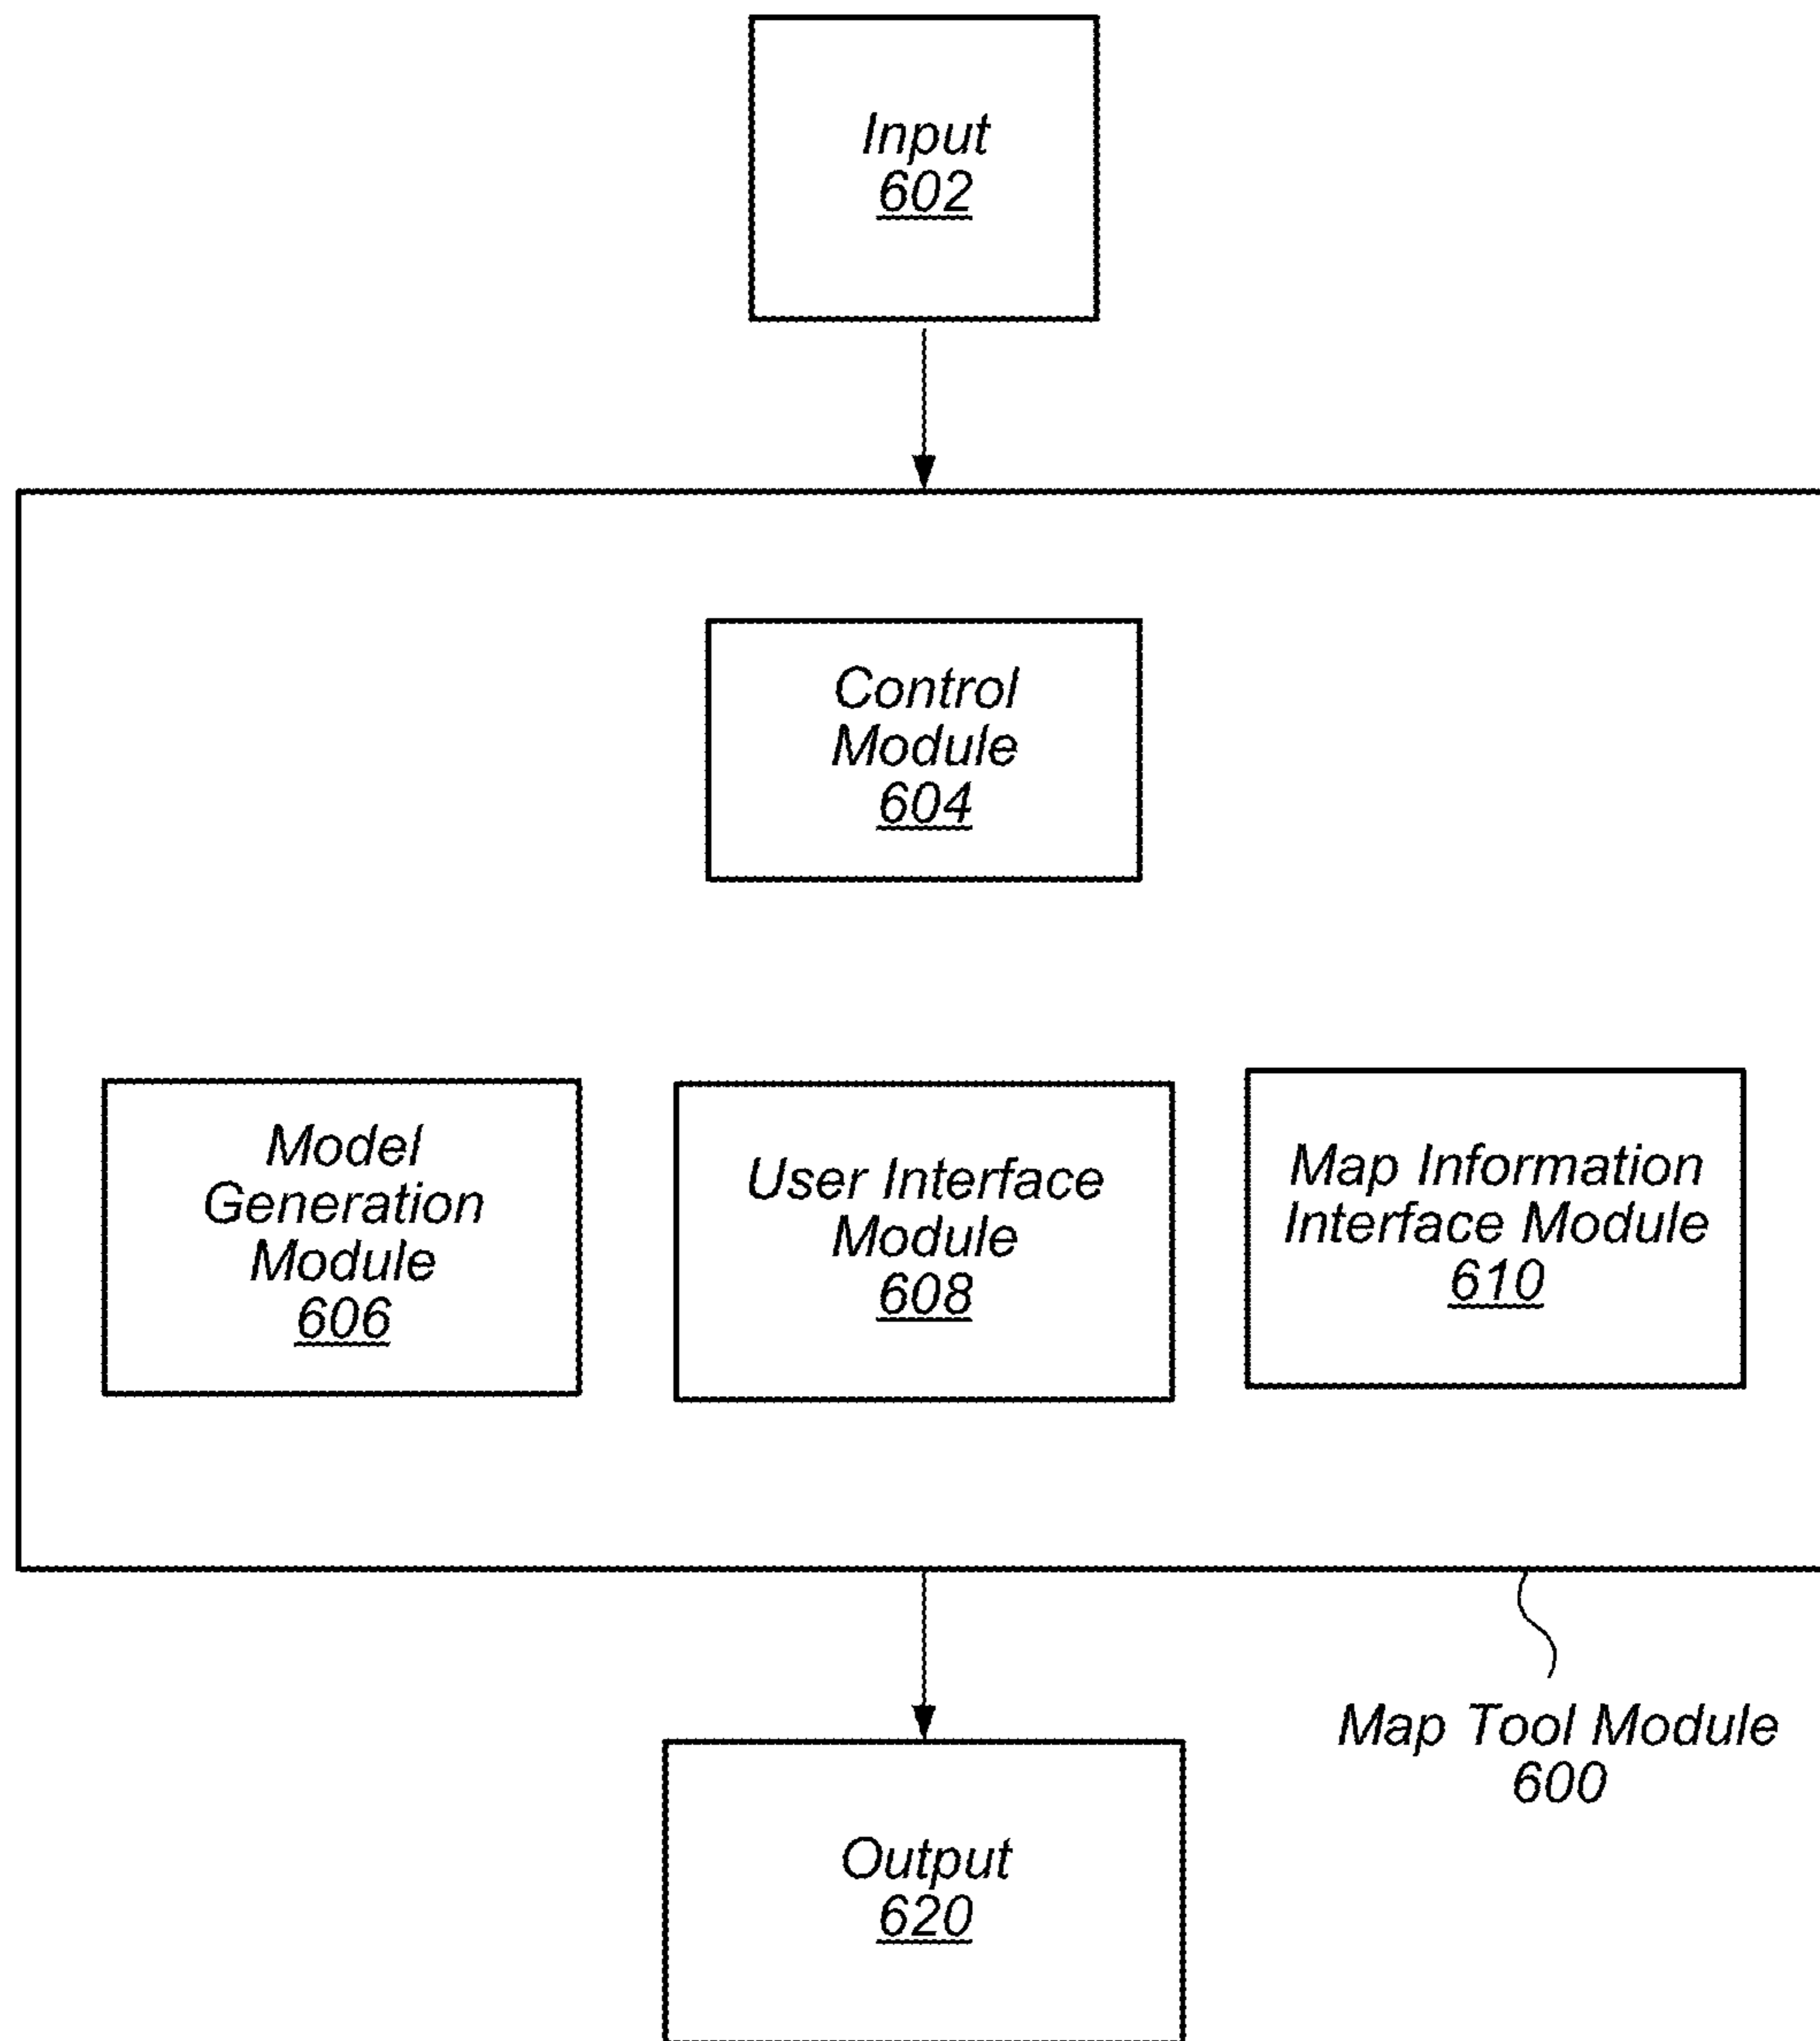 Input
602
Control
Module
604
Model
Generation
Module
606
User Interface
Module
608
Map Information
Interface Module
610
Map Tool Module
600
Output
620